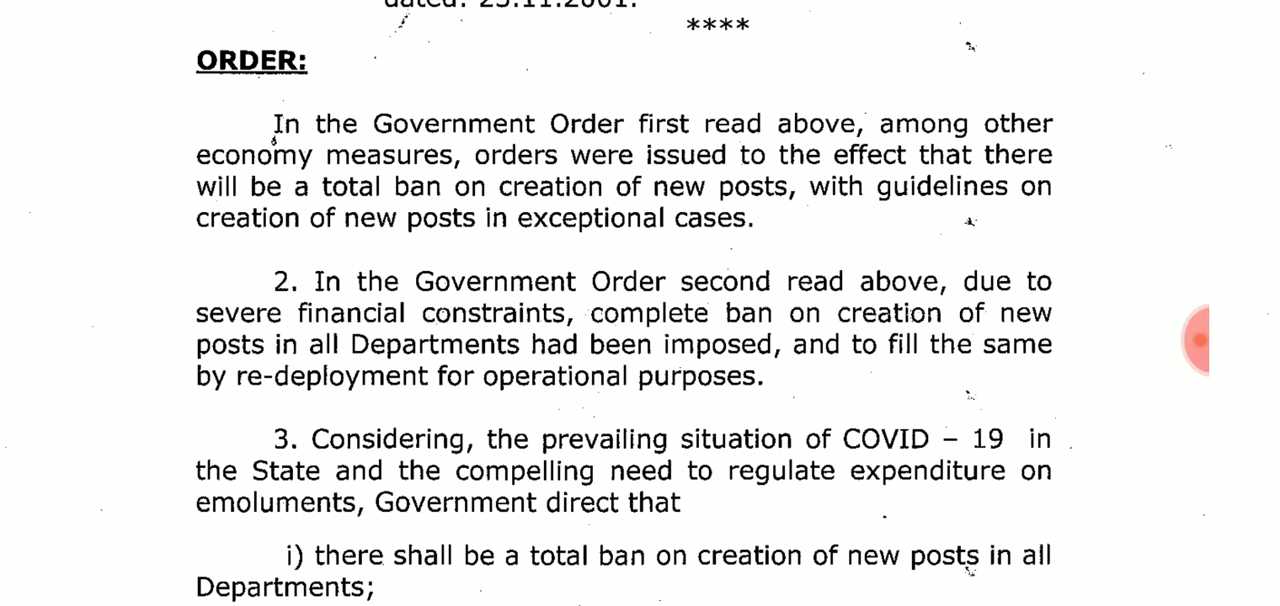 dated: 23.11.2001.
****
ORDER:
In the Government Order first read above, among other
economy measures, orders were issued to the effect that there
will be a total ban on creation of new posts, with guidelines on
creation of new posts in exceptional cases.
2. In the Government Order second read above, due to
severe financial constraints, complete ban on creation of new
posts in all Departments had been imposed, and to fill the same
by re-deployment for operational purposes.
3. Considering, the prevailing situation of COVID – 19 in
the State and the compelling need to regulate expenditure on
emoluments, Government direct that
i) there shall be a total ban on creation of new posts in all
Departments;